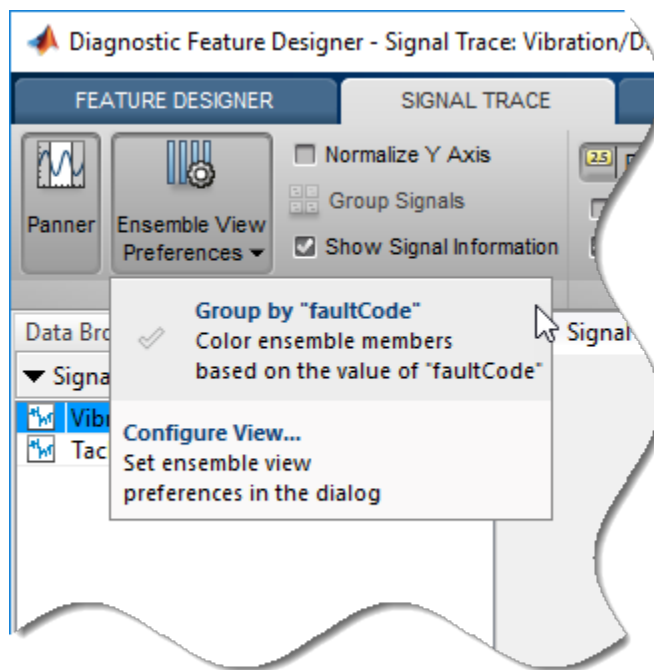 Diagnostic Feature Designer - Signal Trace: Vibration/D
FEATURE DESIGNER
SIGNAL TRACE
Panner
Ensemble View
Preferences
Normalize Y Axis
Group Signals
Show Signal Information
2.5
Group by "faultCode"
Color ensemble members
based on the value of "faultCode"
Configure View...
Set ensemble view
preferences in the dialog
Data Bro
Signal
Signa
Vibr
Tac